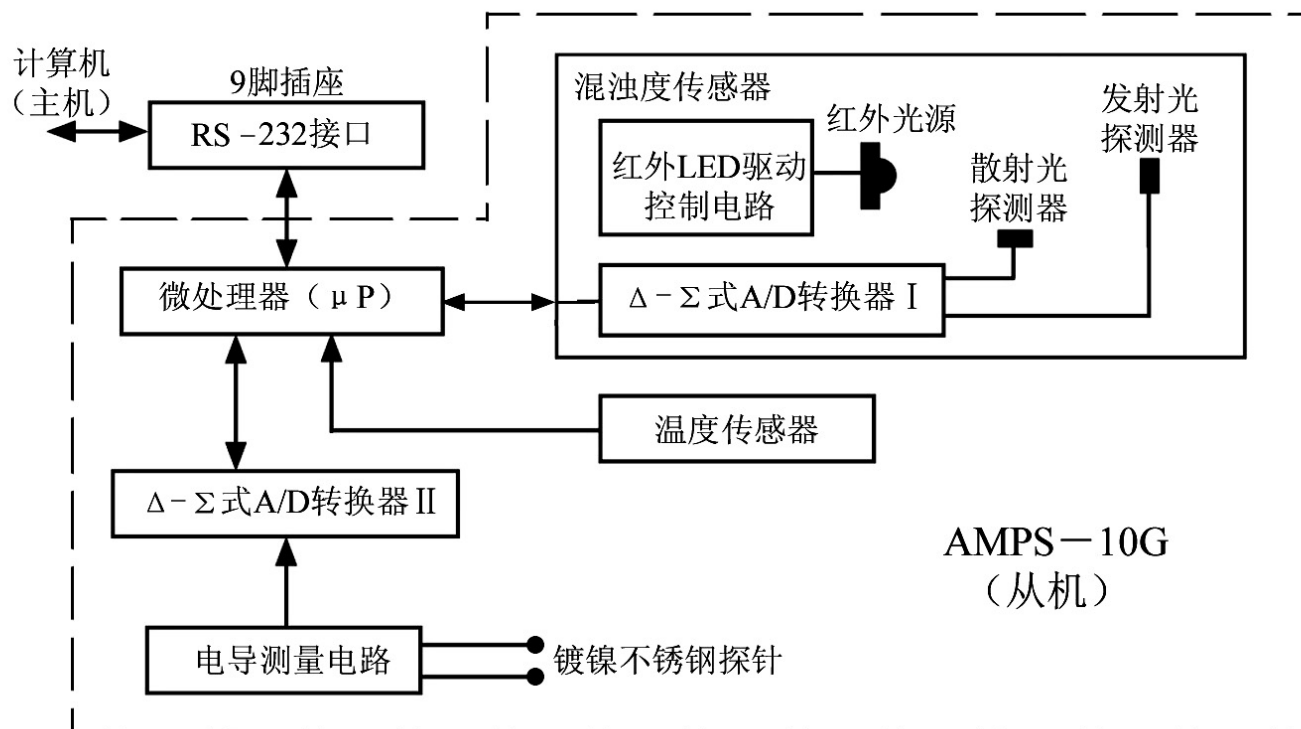 计算机
（主机）
9脚插座
RS－232接口
混浊度传感器
红外LED驱动
控制电路
红外光源
散射光
探测器
发射光
探测器
微处理器（μP）
Δ－Σ式A/D转换器Ⅰ
温度传感器
Δ－Σ式A/D转换器Ⅱ
AMPS－10G
（从机）
电导测量电路
镀镍不锈钢探针